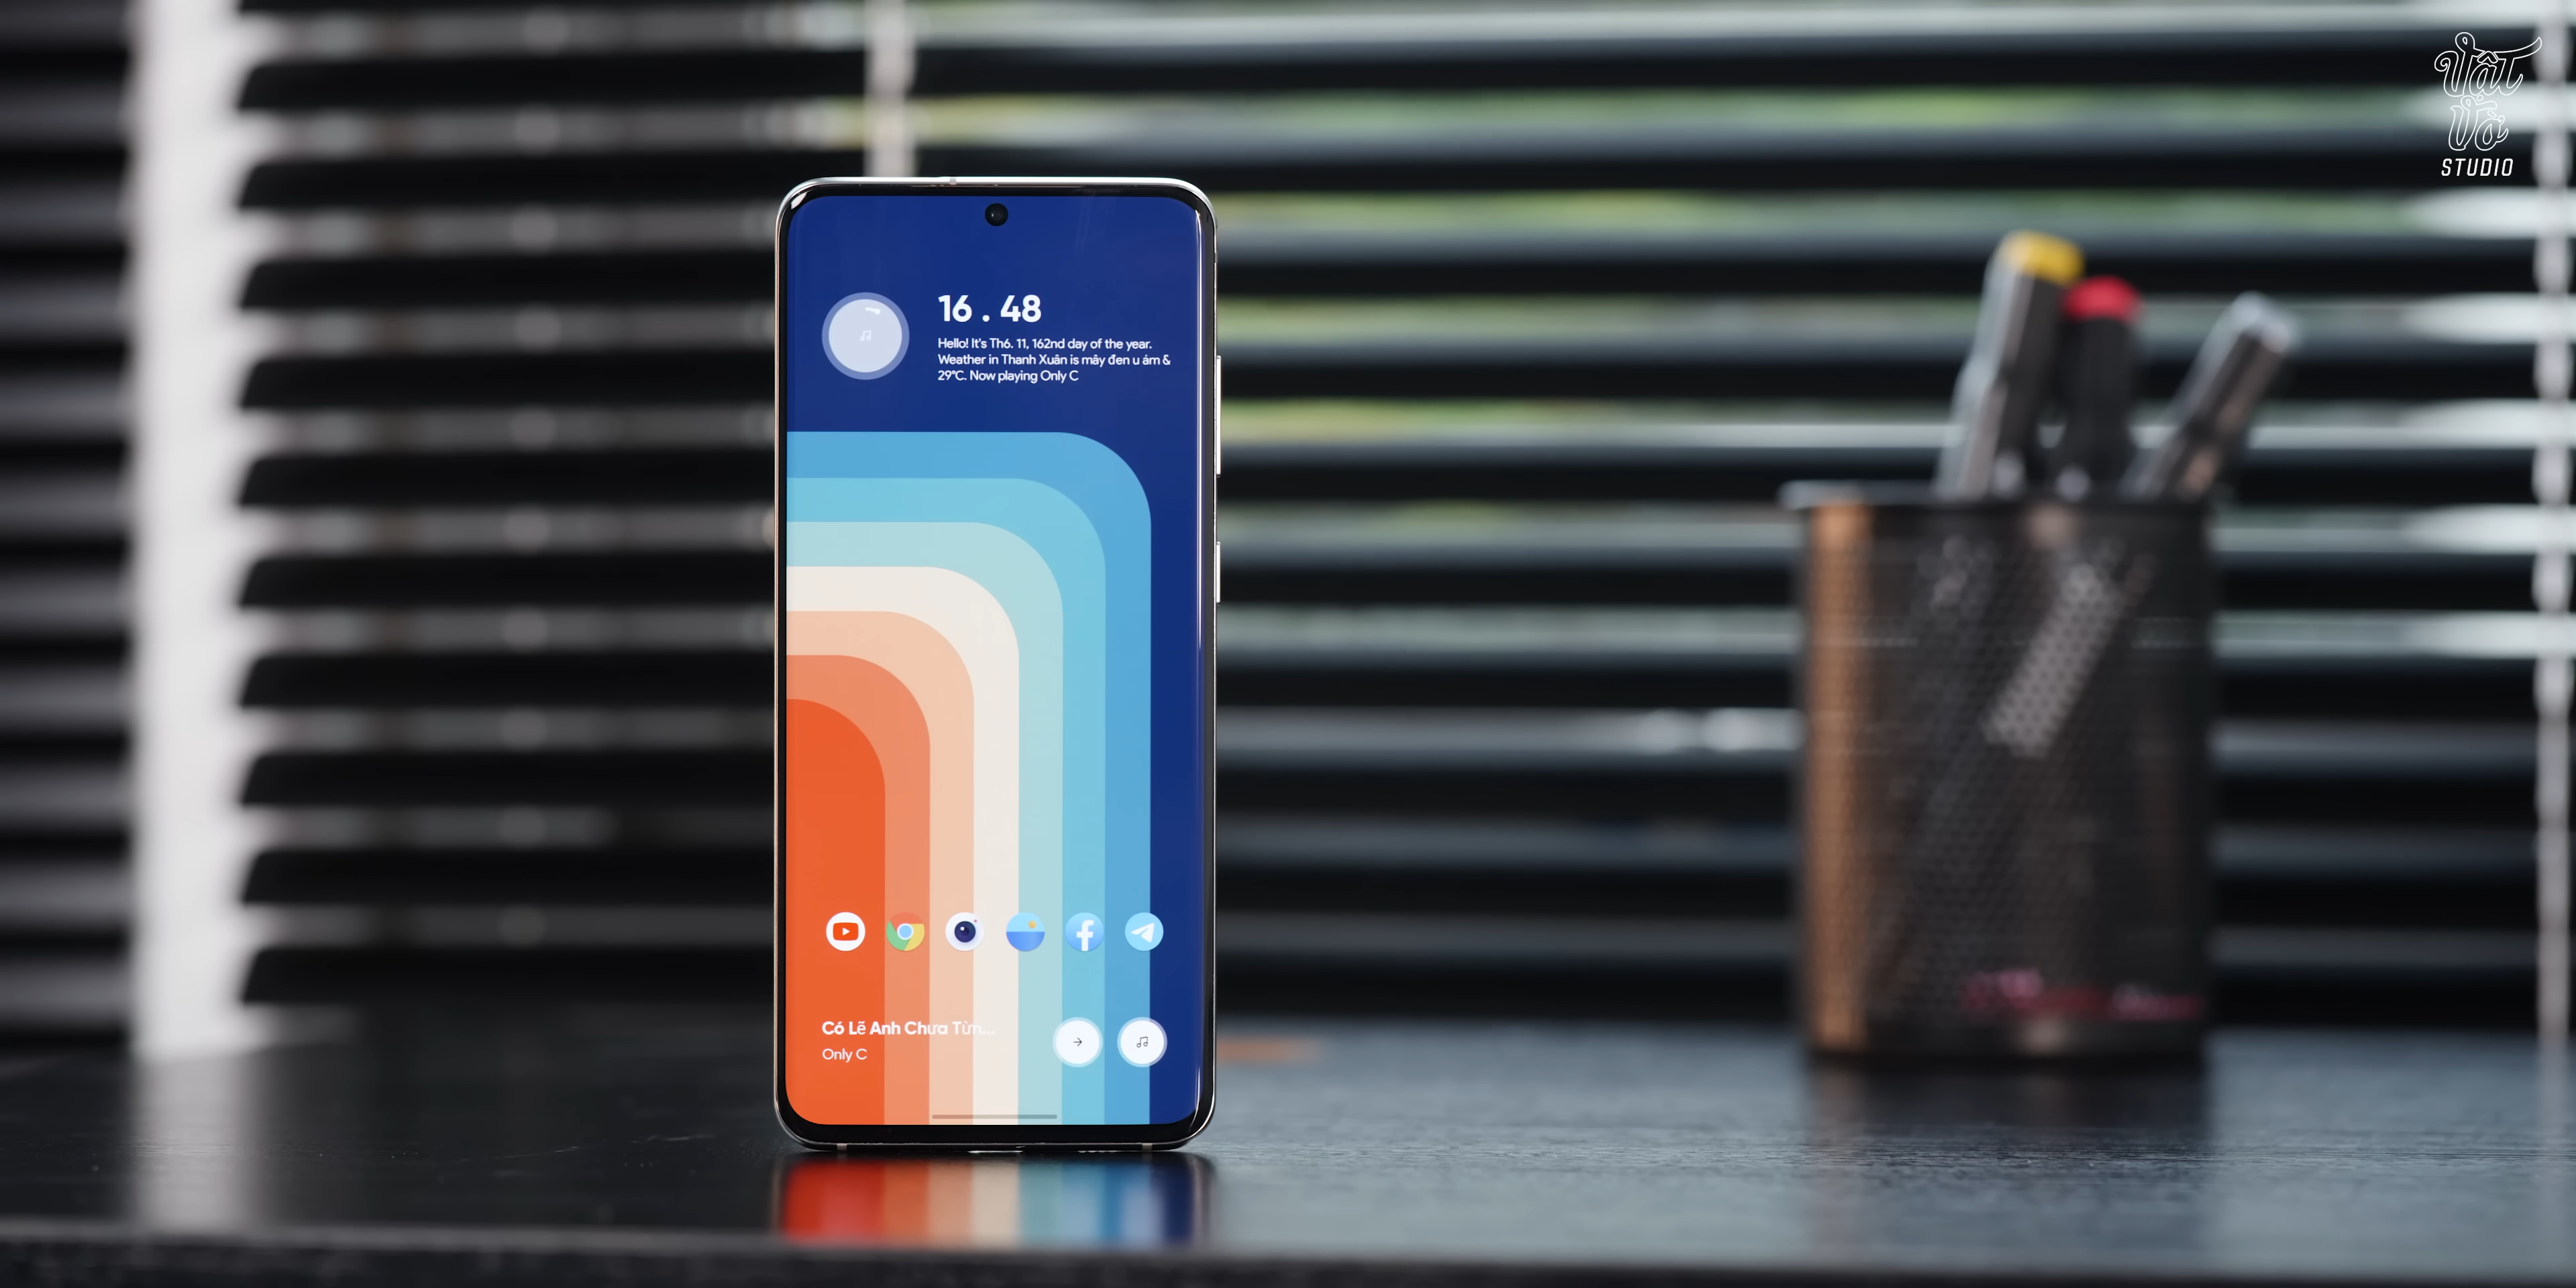 Vật
Vờ
STUDIO
16 . 48
Hello! It's Th6. 11, 162nd day of the year.
Weather in Thanh Xuân is mây đen u ám &
29°C. Now playing Only C
Có Lẽ Anh Chưa Từn...
Only C